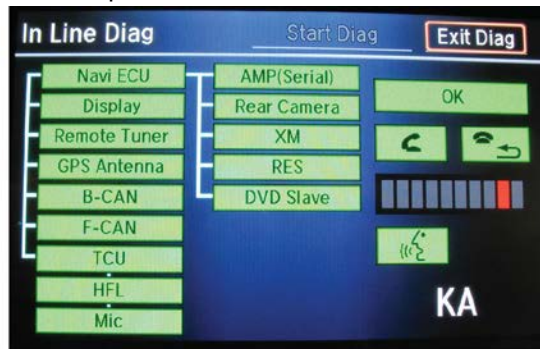 In Line Diag
Start Diag
Exit Diag
Navi ECU
Display
Remote Tuner
GPS Antenna
B-CAN
F-CAN
TCU
HFL
Mic
AMP(Serial)
Rear Camera
XM
RES
DVD Slave
OK
KA